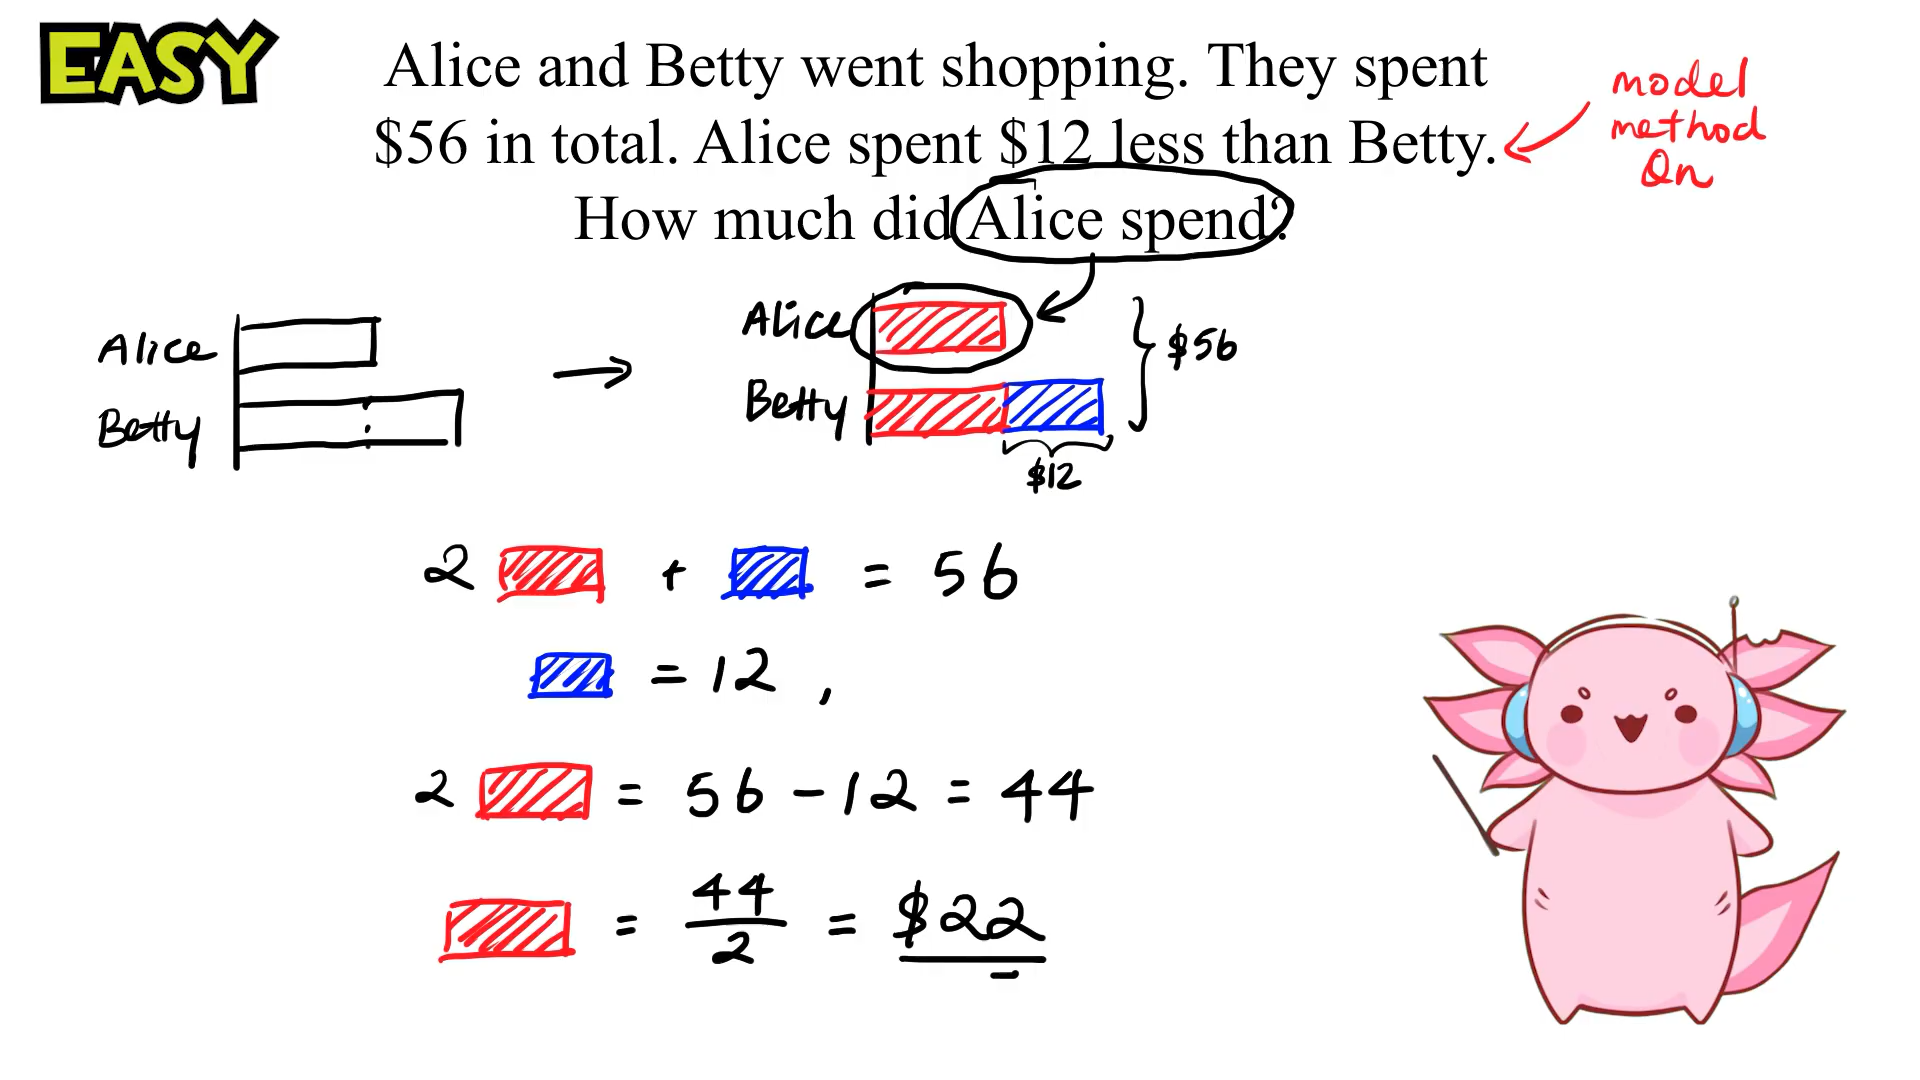 EASY
Alice and Betty went shopping. They spent
$56 in total. Alice spent $12 less than Betty.
How much did Alice spend?
model
method
Qn
Alice
Betty
Alice
Betty
$56
$12
2 + = 56
= 12 ,
2 = 56 - 12 = 44
= 44/2 = $22